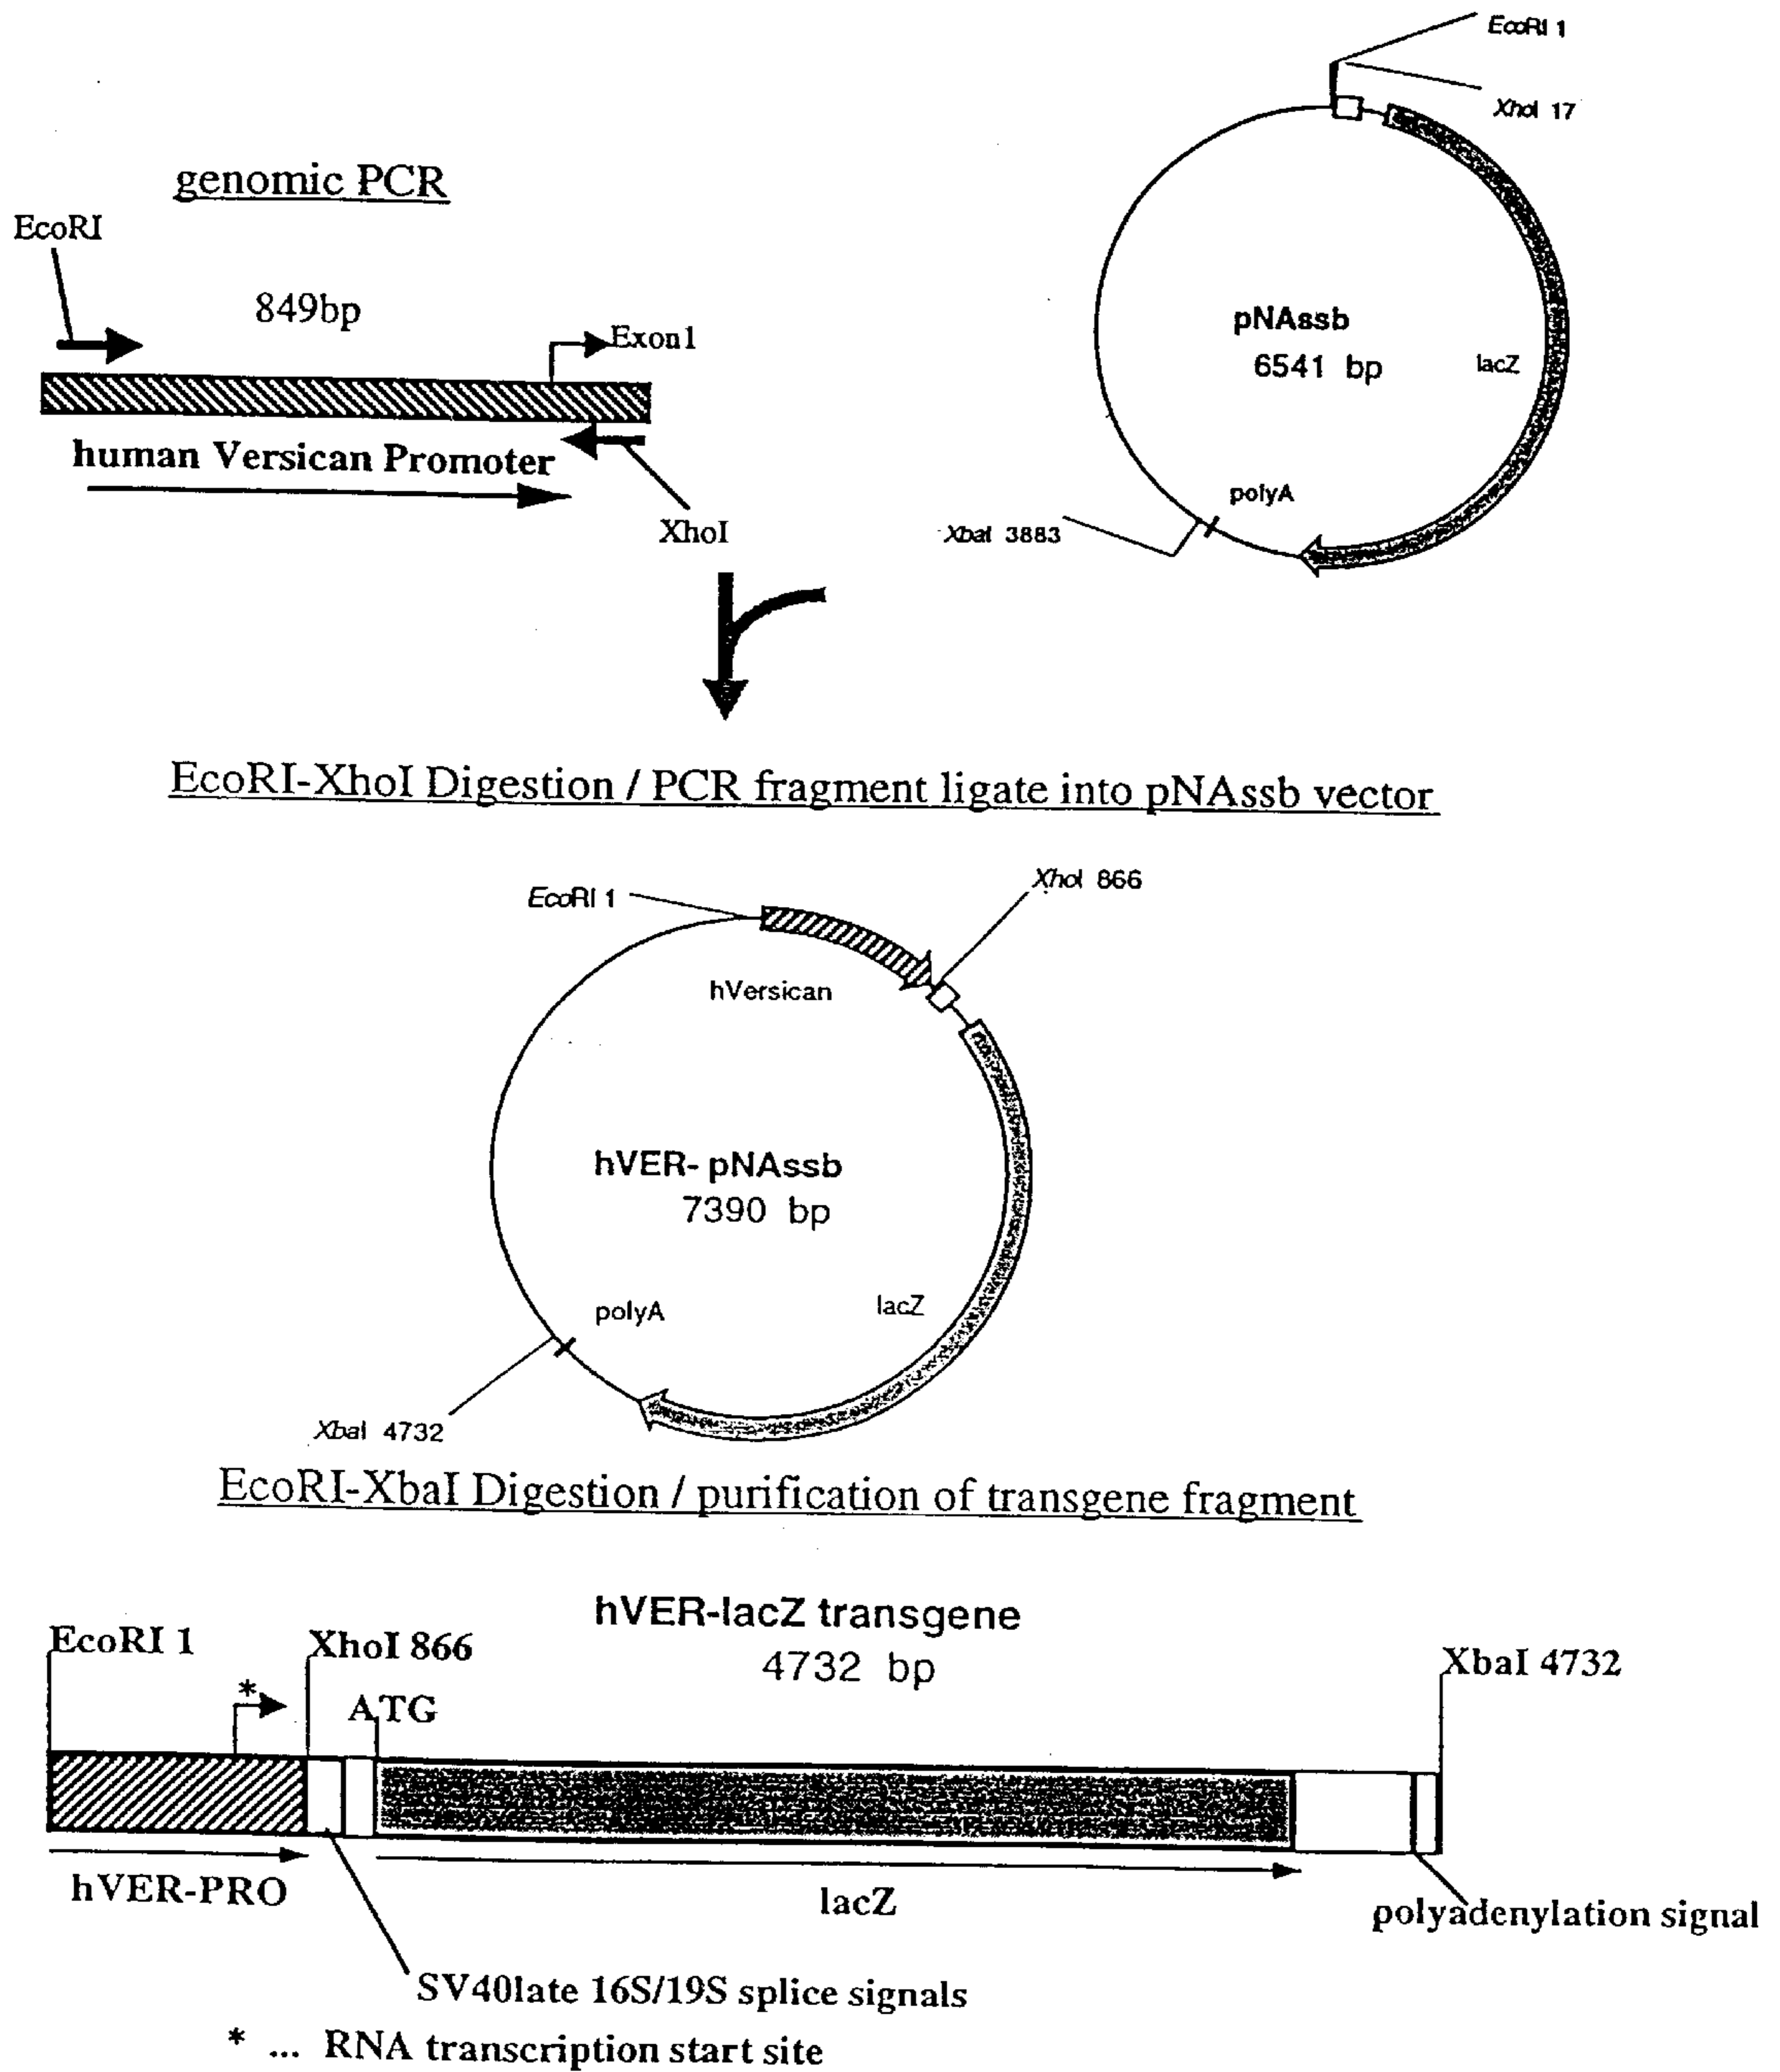 EcoRI 1
XhoI 17
genomic PCR
EcoRI
849bp
Exon1
human Versican Promoter
XhoI
pNAssb
6541 bp
lacZ
polyA
XbaI 3883
EcoRI-XhoI Digestion / PCR fragment ligate into pNAssb vector
EcoRI 1
XhoI 866
hVersican
hVER-pNAssb
7390 bp
lacZ
polyA
XbaI 4732
EcoRI-XbaI Digestion / purification of transgene fragment
hVER-lacZ transgene
4732 bp
EcoRI 1
XhoI 866
XbaI 4732
*
ATG
hVER-PRO
lacZ
polyadenylation signal
SV40late 16S/19S splice signals
* ... RNA transcription start site